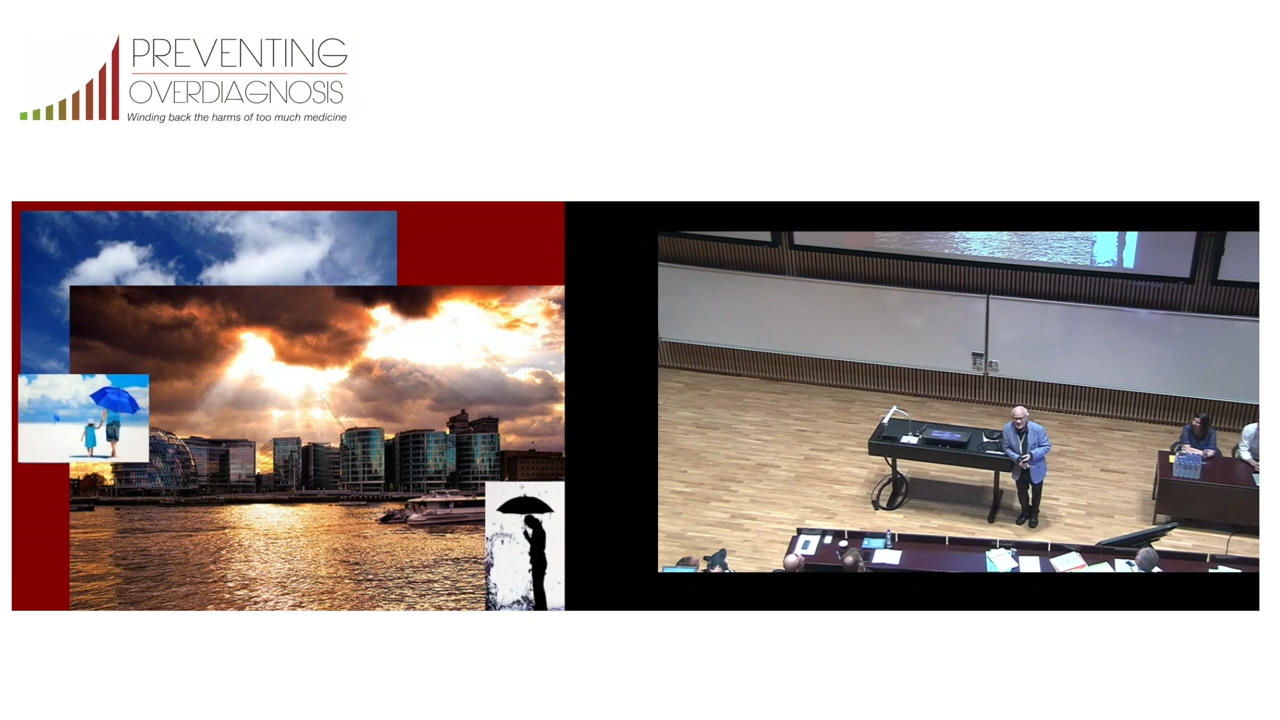 PREVENTING
OVERDIAGNOSIS
Winding back the harms of too much medicine